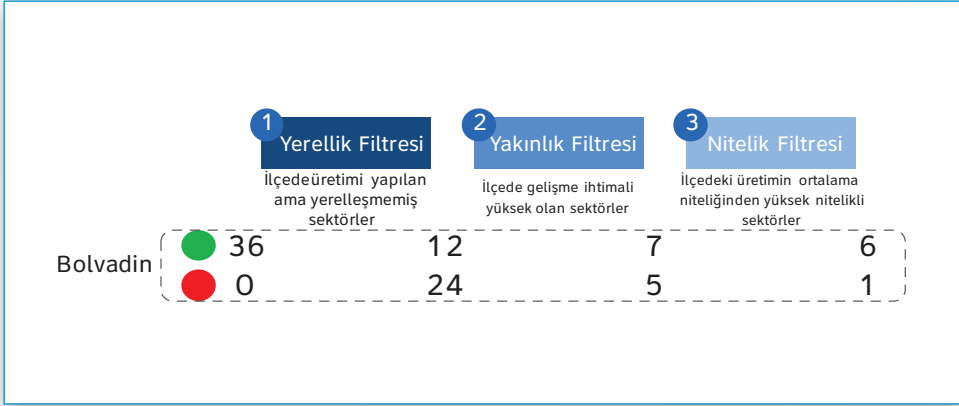 1
Yerellik Filtresi
İlçedeüretimi yapılan
ama yerelleşmemiş
sektörler
2
Yakınlık Filtresi
İlçede gelişme ihtimali
yüksek olan sektörler
3
Nitelik Filtresi
İlçedeki üretimin ortalama
niteliğinden yüksek nitelikli
sektörler
Bolvadin
36 12 7 6
0 24 5 1